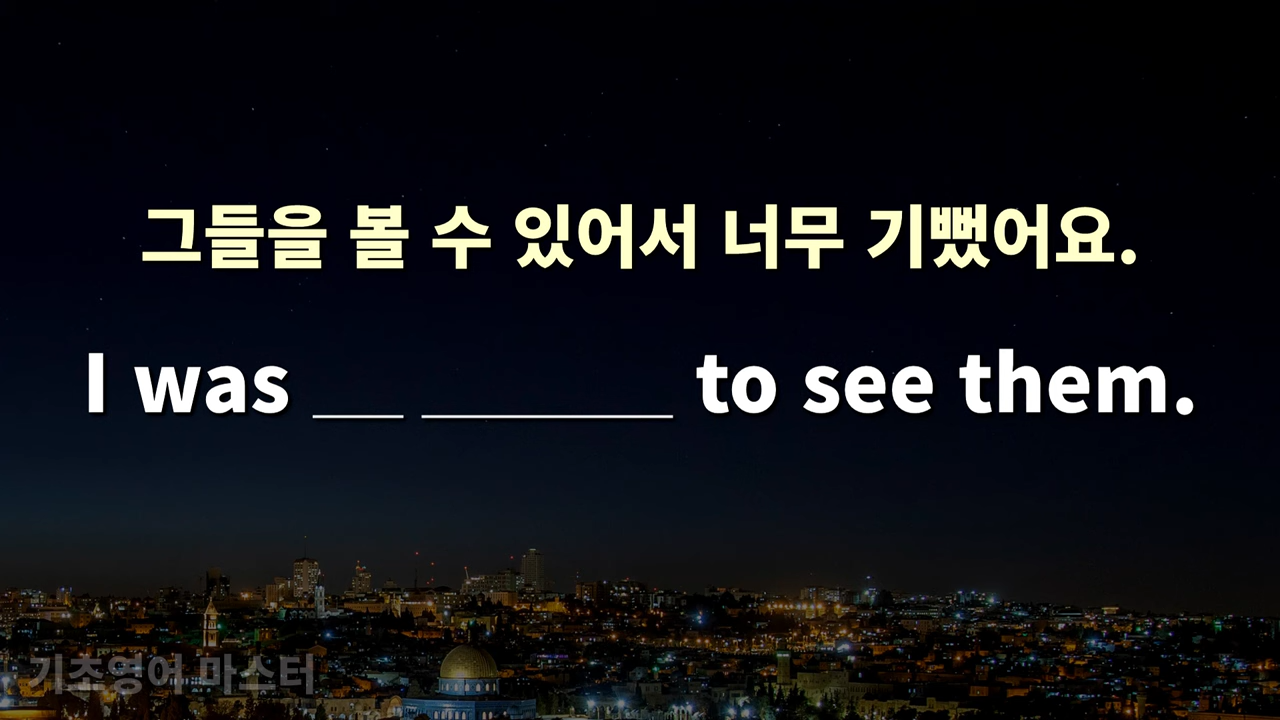 그들을 볼 수 있어서 너무 기뻤어요.
I was __ ______ to see them.
기초영어 마스터